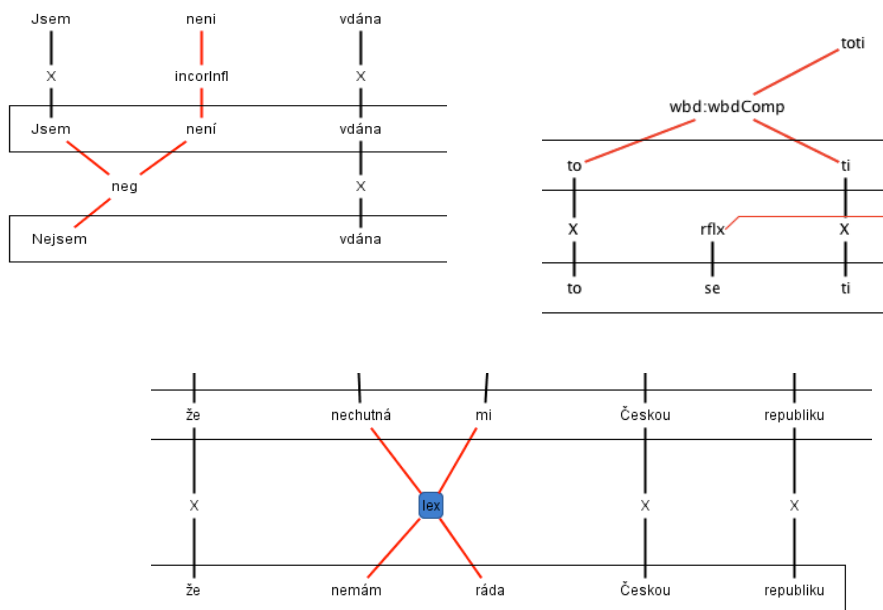 Jsem neni vdána
X incorInfl X
Jsem není vdána
neg X
Nejsem vdána
toti
wbd:wbdComp
to ti
X rflx X
to se ti
že nechutná mi Českou republiku
X lex X X
že nemám ráda Českou republiku